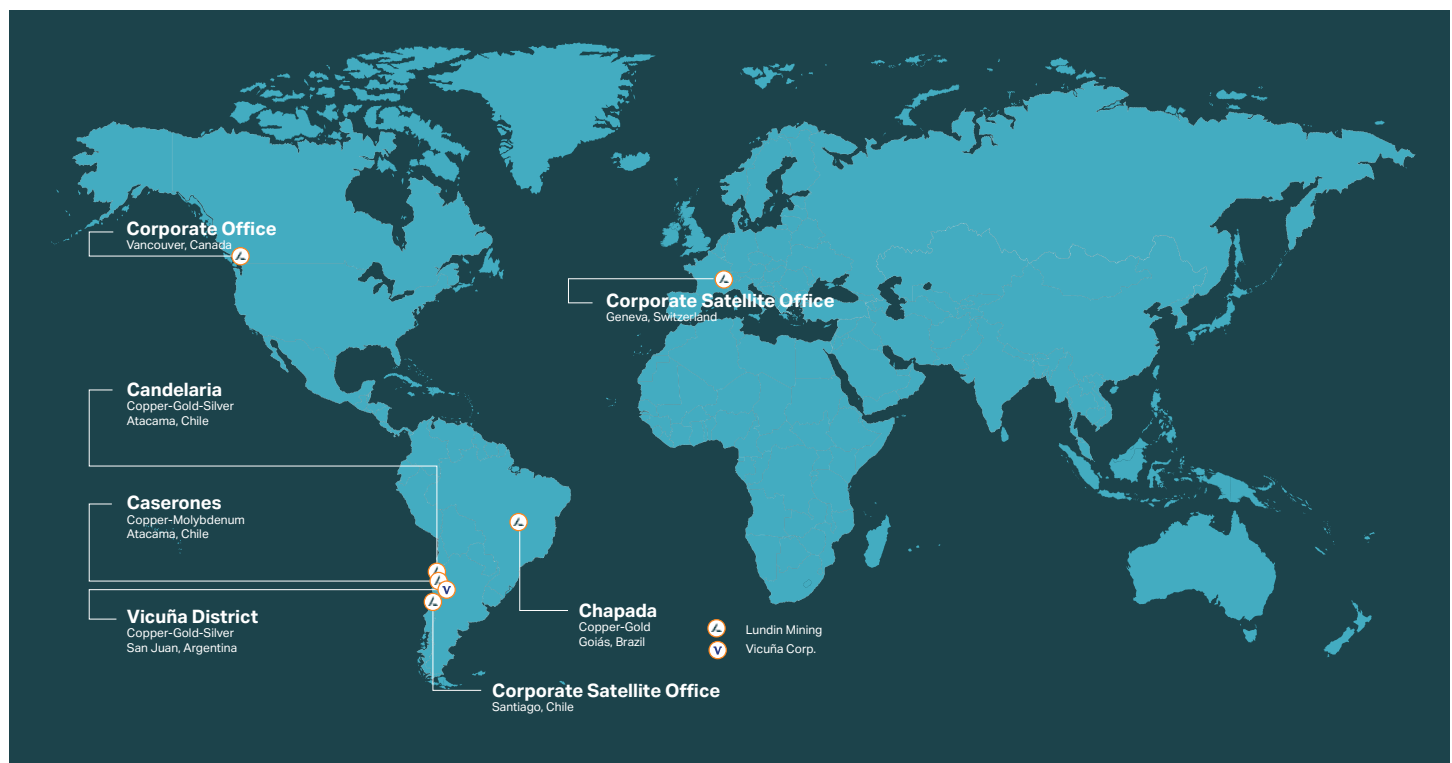 Corporate Office
Vancouver, Canada
Corporate Satellite Office
Geneva, Switzerland
Candelaria
Copper-Gold-Silver
Atacama, Chile
Caserones
Copper-Molybdenum
Atacama, Chile
Vicuña District
Copper-Gold-Silver
San Juan, Argentina
V
Chapada
Copper-Gold
Goiás, Brazil
Lundin Mining
V Vicuña Corp.
Corporate Satellite Office
Santiago, Chile